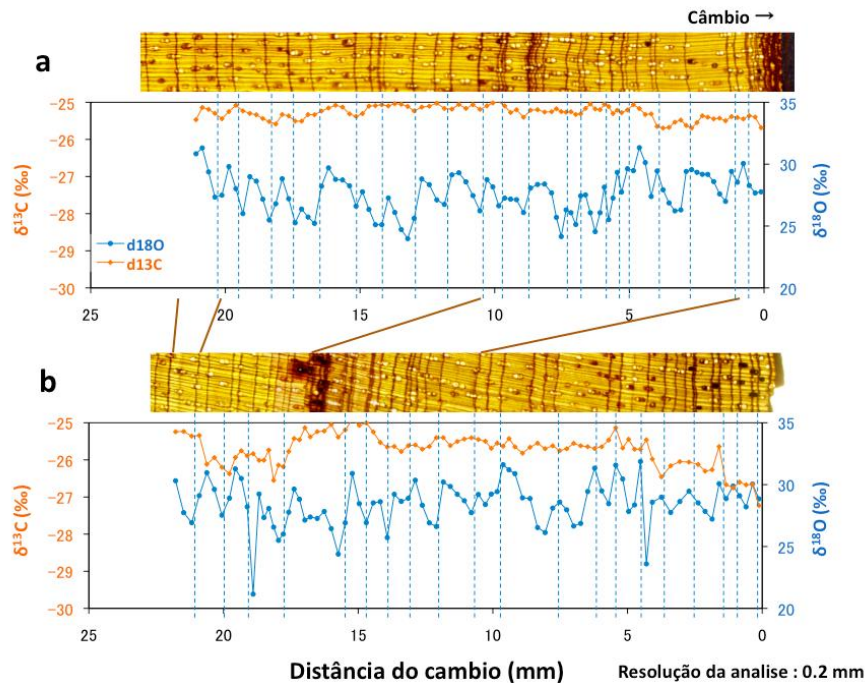 Câmbio →
a
-25
-26
-27
-28
-29
-30
δ¹³C (‰)
d18O
d13C
35
30
25
20
δ¹⁸O (‰)
25 20 15 10 5 0
b
-25
-26
-27
-28
-29
-30
δ¹³C (‰)
35
30
25
20
δ¹⁸O (‰)
25 20 15 10 5 0
Distância do cambio (mm)
Resolução da analise : 0.2 mm